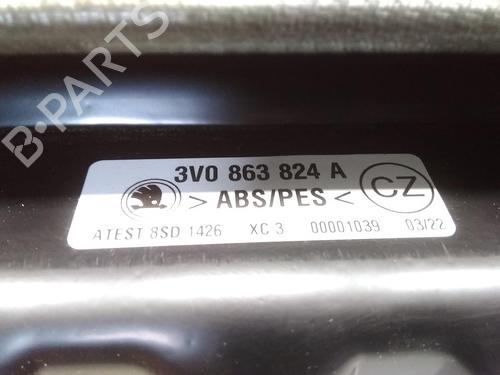 B-PARTS
3V0 863 824 A
> ABS/PES < CZ
ATEST 8SD 1426 XC 3 00001039 03/22